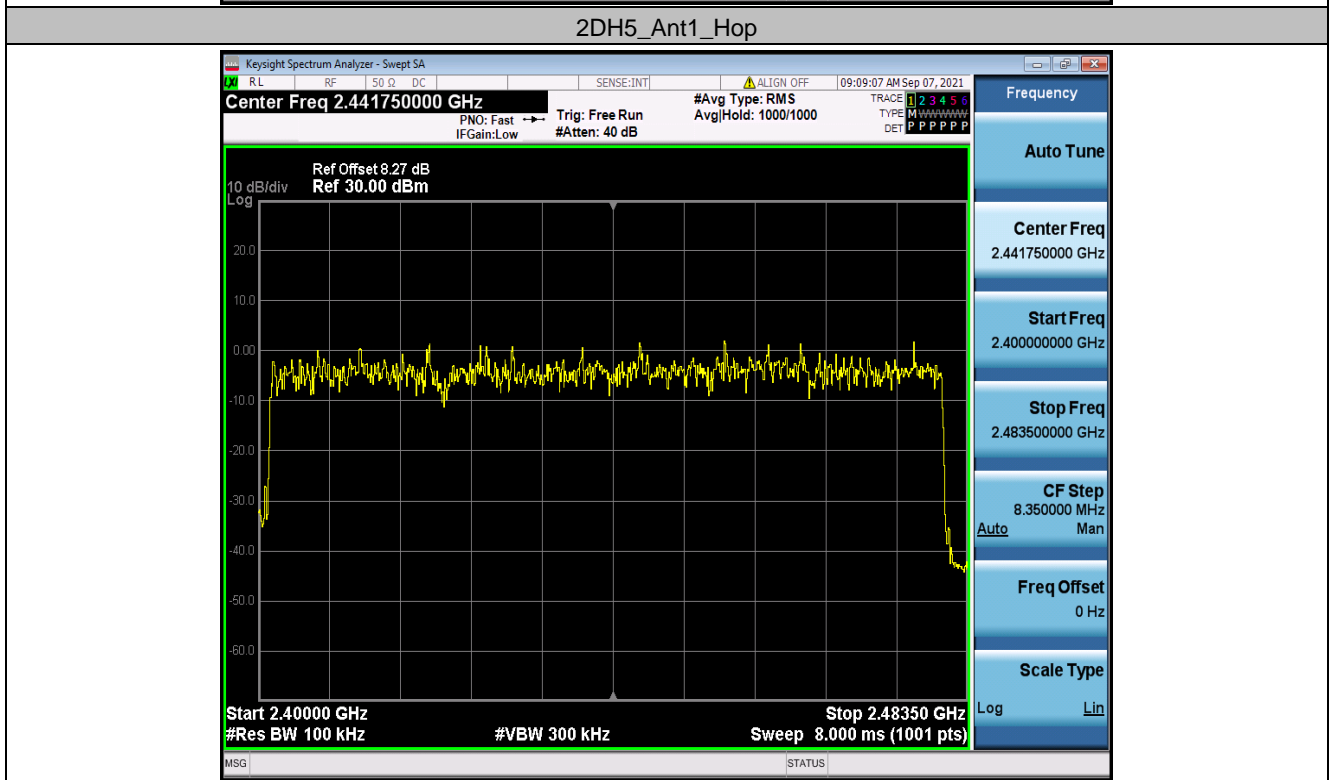 2DH5_Ant1_Hop
Keysight Spectrum Analyzer - Swept SA
LXI RL RF 50 Ω DC SENSE:INT ALIGN OFF 09:09:07 AM Sep 07, 2021
Center Freq 2.441750000 GHz #Avg Type: RMS TRACE 1 2 3 4 5 6
PNO: Fast Trig: Free Run Avg|Hold: 1000/1000 TYPE M W W W W W
IFGain:Low #Atten: 40 dB DET P P P P P P
Ref Offset 8.27 dB
10 dB/div Ref 30.00 dBm
Log
20.0
10.0
0.00
-10.0
-20.0
-30.0
-40.0
-50.0
-60.0
Start 2.40000 GHz Stop 2.48350 GHz
#Res BW 100 kHz #VBW 300 kHz Sweep 8.000 ms (1001 pts)
MSG STATUS
Frequency
Auto Tune
Center Freq
2.441750000 GHz
Start Freq
2.400000000 GHz
Stop Freq
2.483500000 GHz
CF Step
8.350000 MHz
Auto Man
Freq Offset
0 Hz
Scale Type
Log Lin